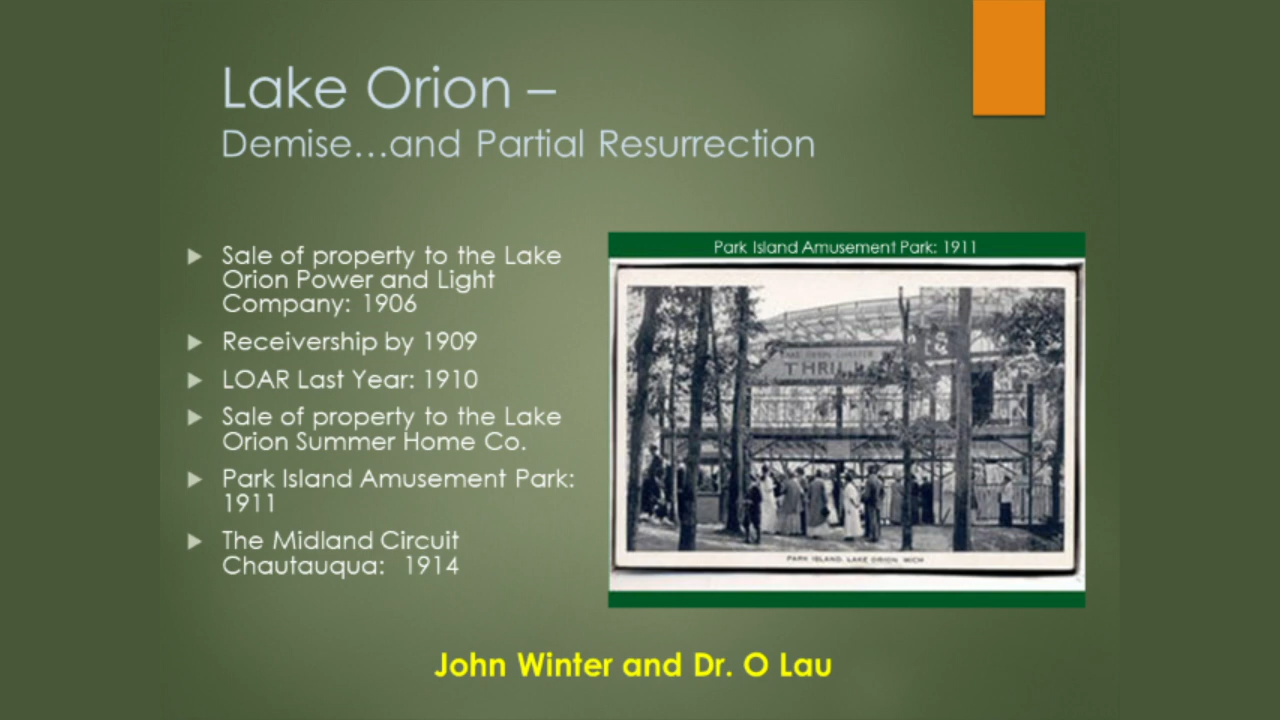 Lake Orion –
Demise...and Partial Resurrection
Sale of property to the Lake
Orion Power and Light
Company: 1906
Receivership by 1909
LOAR Last Year: 1910
Sale of property to the Lake
Orion Summer Home Co.
Park Island Amusement Park:
1911
The Midland Circuit
Chautauqua: 1914
Park Island Amusement Park: 1911
LAKE ORION COASTER
PARK ISLAND, LAKE ORION, MICH
John Winter and Dr. O Lau